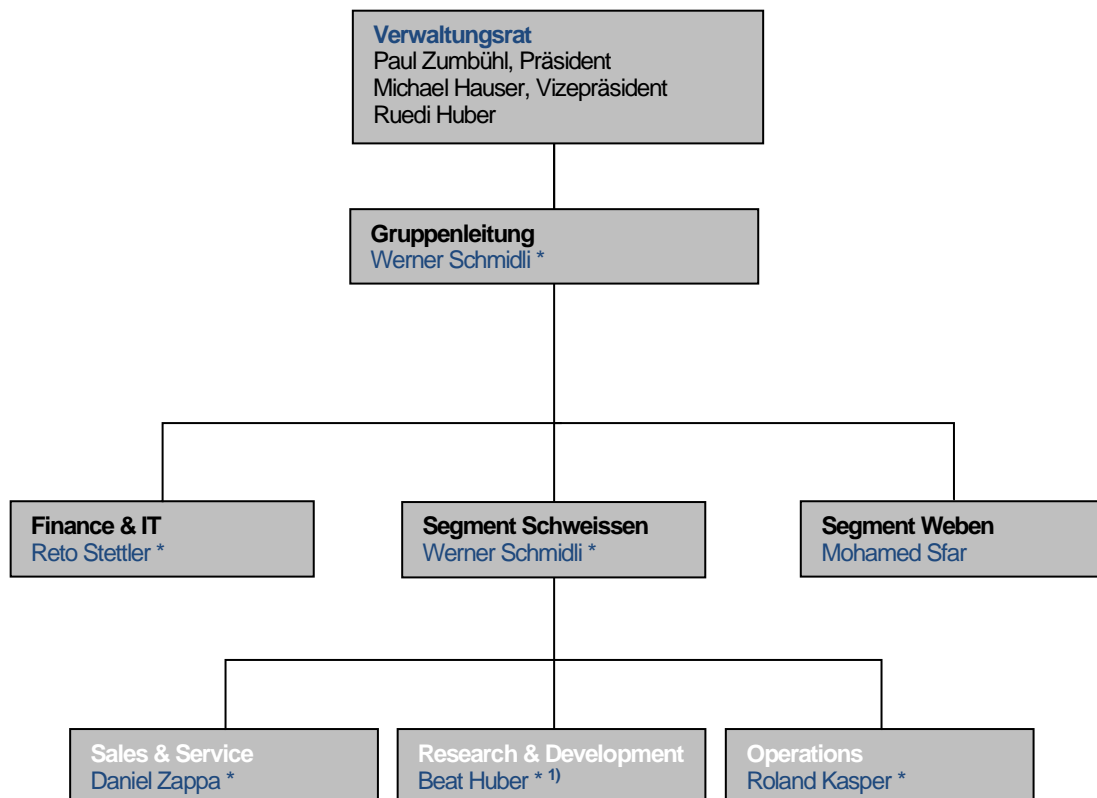 Verwaltungsrat
Paul Zumbühl, Präsident
Michael Hauser, Vizepräsident
Ruedi Huber
Gruppenleitung
Werner Schmidli *
Finance & IT
Reto Stettler *
Segment Schweissen
Werner Schmidli *
Segment Weben
Mohamed Sfar
Sales & Service
Daniel Zappa *
Research & Development
Beat Huber * 1)
Operations
Roland Kasper *